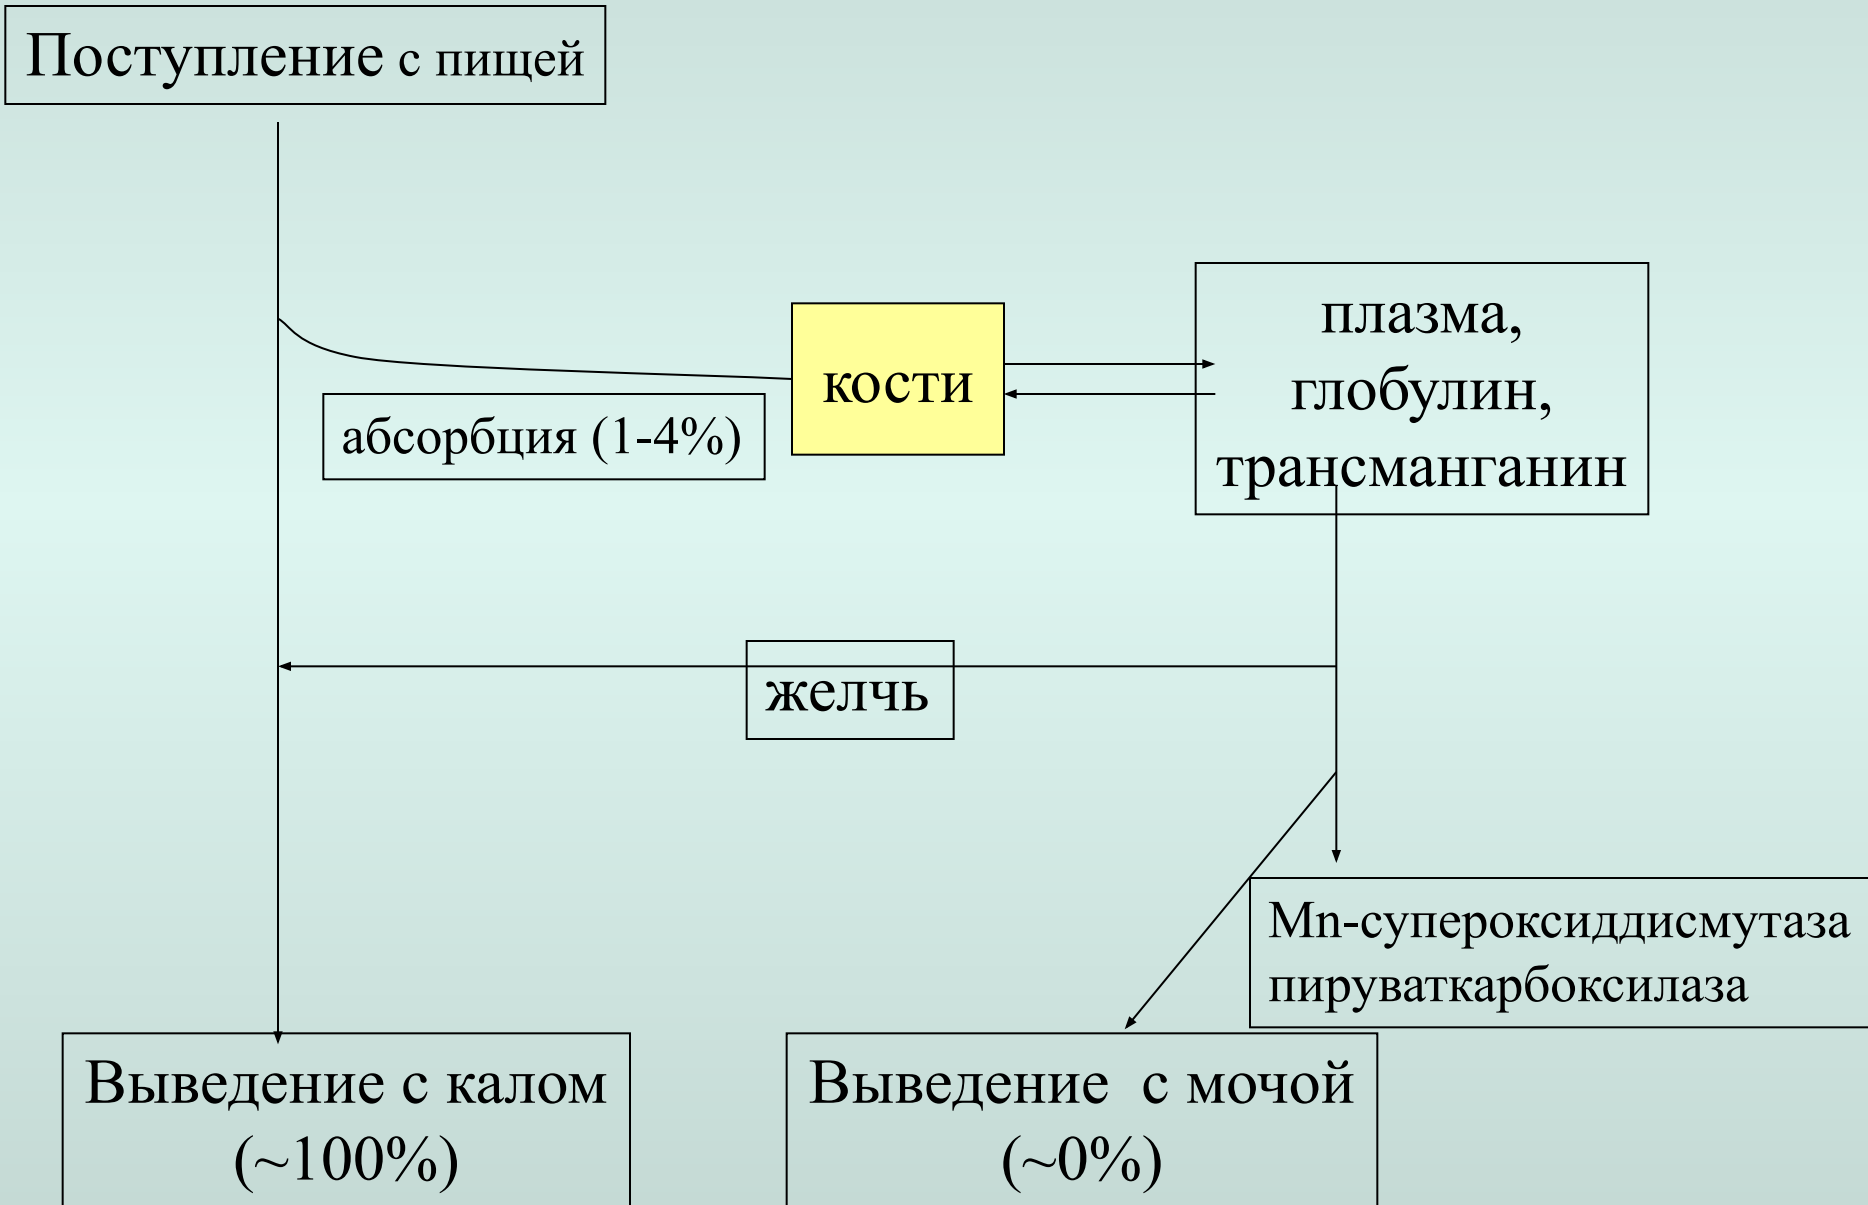 Поступление с пищей
плазма,
глобулин,
трансманганин
кости
абсорбция (1-4%)
желчь
Mn-супероксиддисмутаза
пируваткарбоксилаза
Выведение с калом
(~100%)
Выведение с мочой
(~0%)